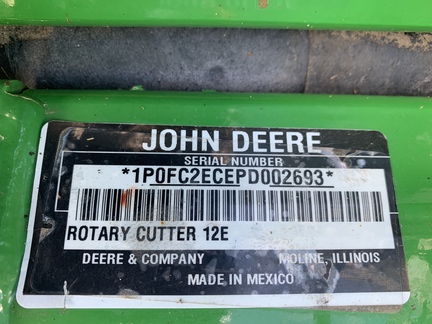 JOHN DEERE
SERIAL NUMBER
*1P0FC2ECEPD002693*
ROTARY CUTTER 12E
DEERE & COMPANY MOLINE, ILLINOIS
MADE IN MEXICO